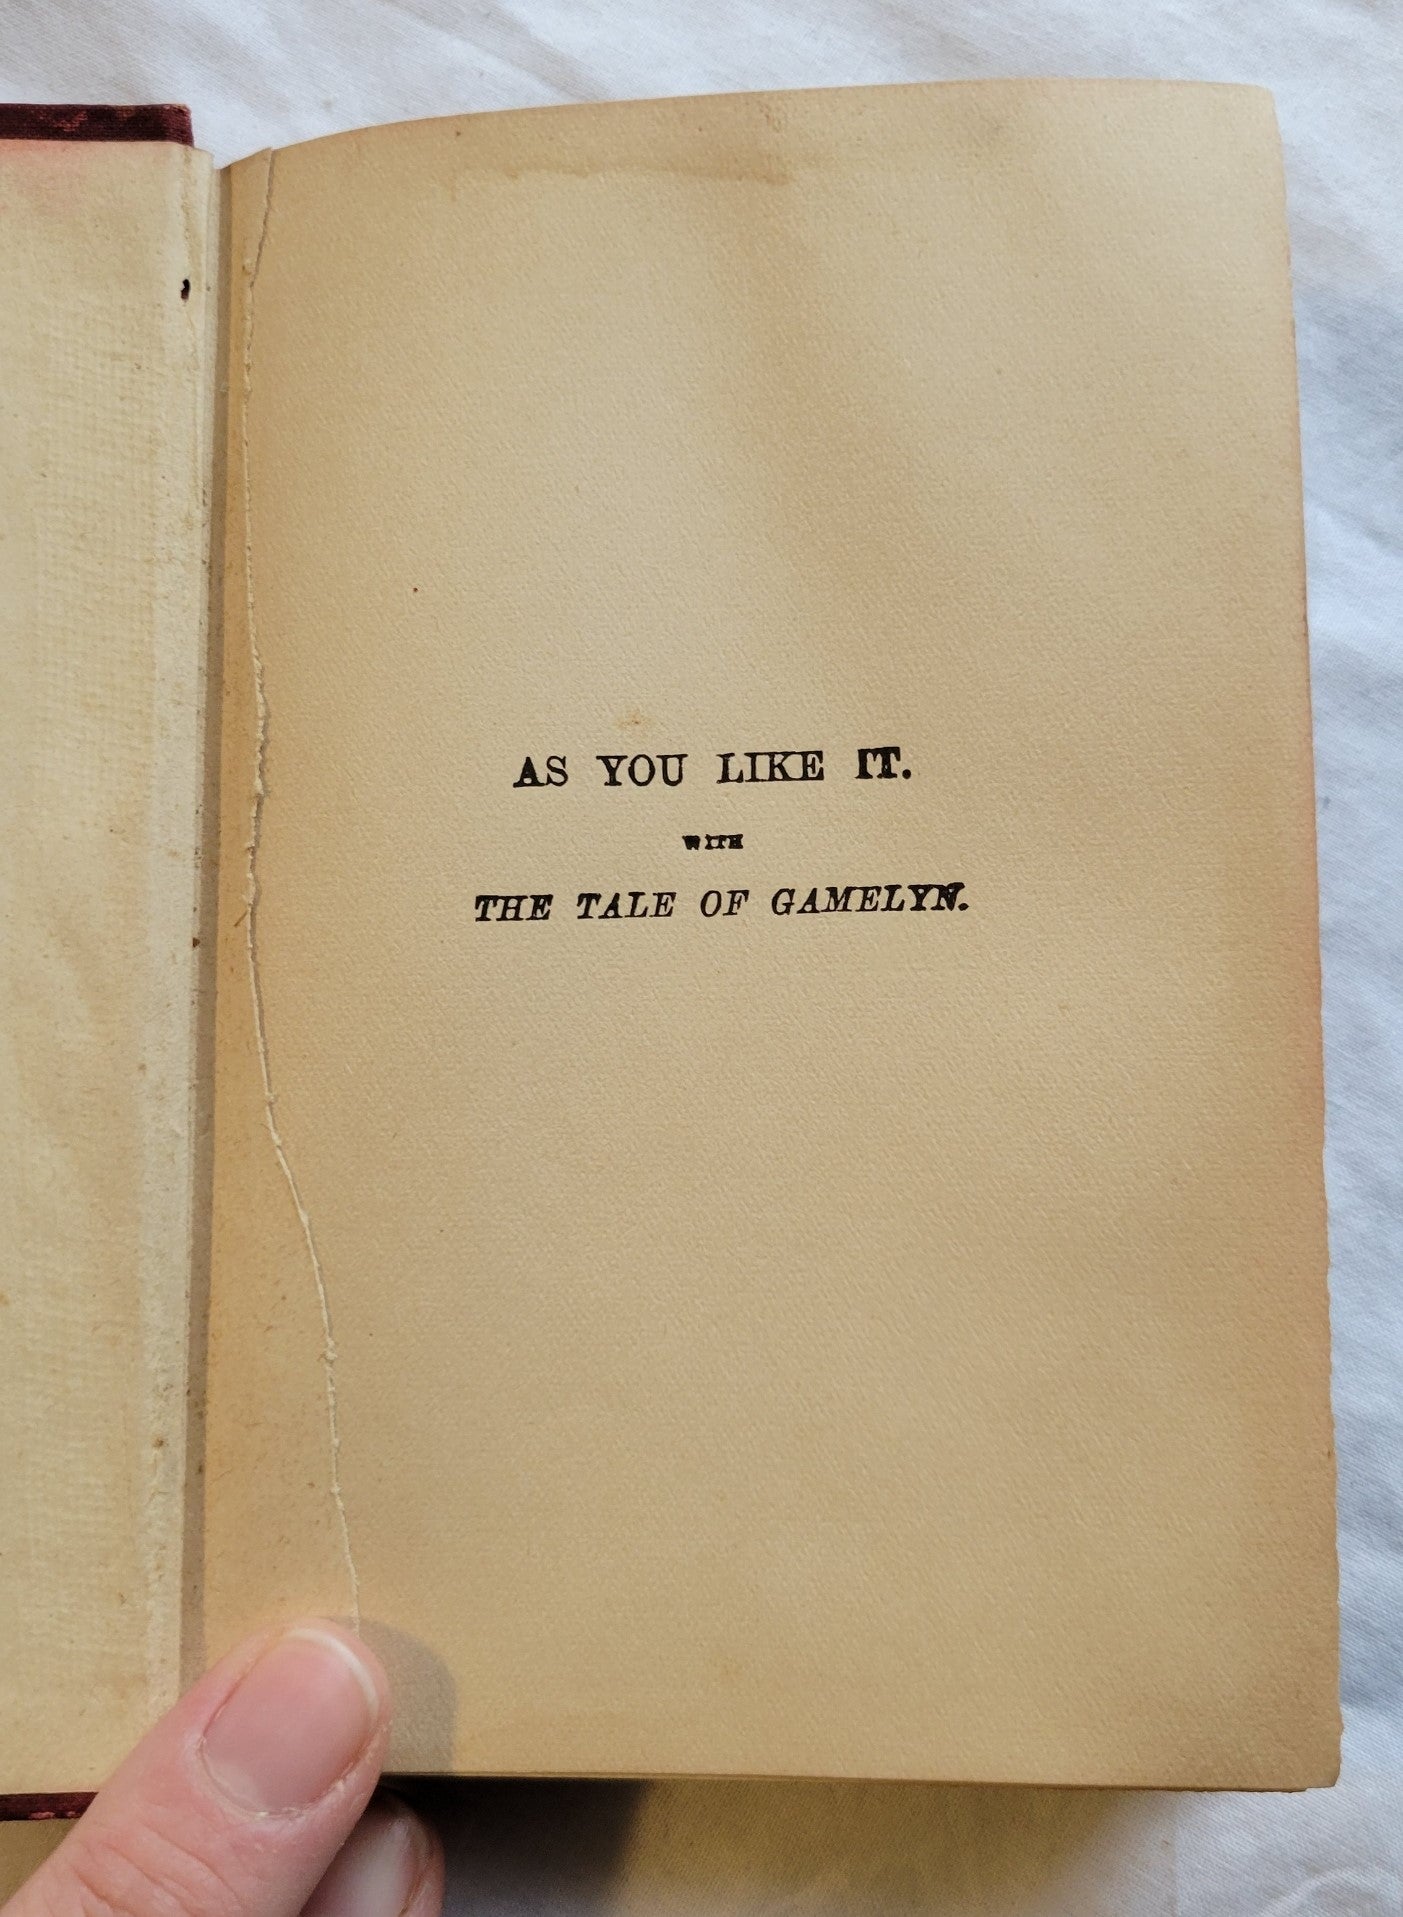 AS YOU LIKE IT.
WITH
THE TALE OF GAMELYN.